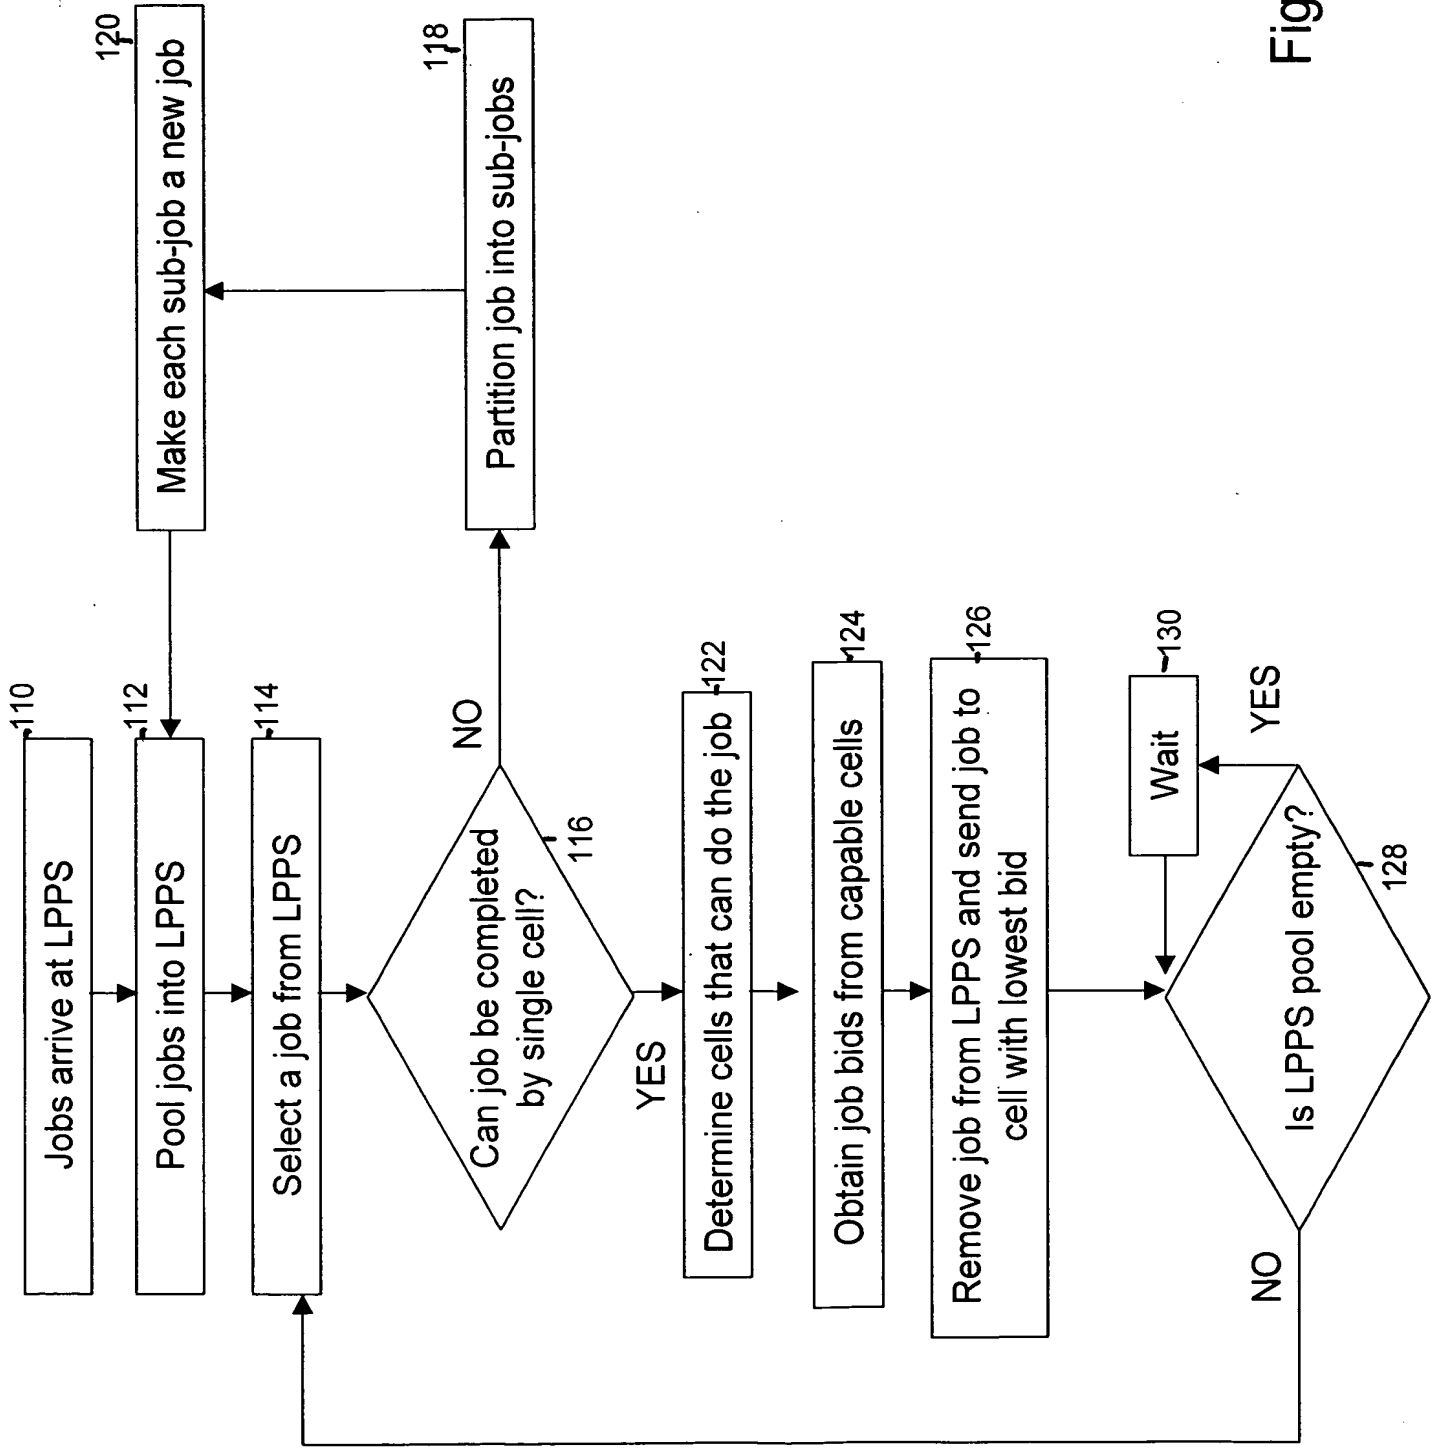 110
Jobs arrive at LPPS
112
Pool jobs into LPPS
114
Select a job from LPPS
Can job be completed
by single cell?
116
NO
118
Partition job into sub-jobs
120
Make each sub-job a new job
YES
122
Determine cells that can do the job
124
Obtain job bids from capable cells
126
Remove job from LPPS and send job to
cell with lowest bid
Is LPPS pool empty?
128
YES
130
Wait
NO
Fig